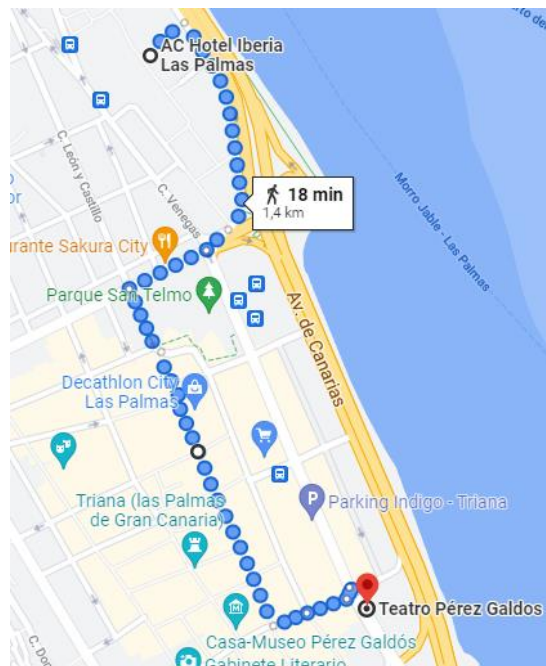 AC Hotel Iberia
Las Palmas
C. León y Castillo
18 min
1,4 km
C. Venegas
Morro Jable - Las Palmas
urante Sakura City
Parque San Telmo
Av. de Canarias
Decathlon City
Las Palmas
Triana (las Palmas
de Gran Canaria)
P
Parking Indigo - Triana
Teatro Pérez Galdos
Casa-Museo Pérez Galdós
Gabinete Literario